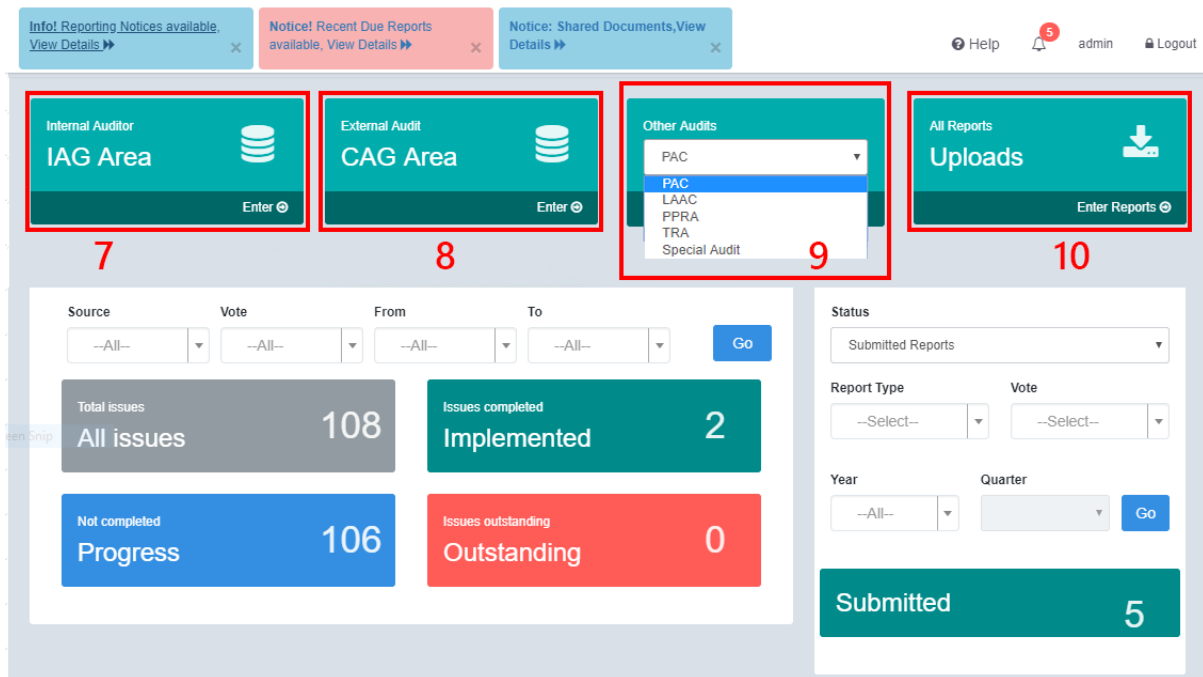 Info! Reporting Notices available,
View Details
Notice! Recent Due Reports
available, View Details
Notice: Shared Documents,View
Details
Help
5
admin
Logout
Internal Auditor
IAG Area
Enter
External Audit
CAG Area
Enter
Other Audits
PAC
PAC
LAAC
PPRA
TRA
Special Audit
All Reports
Uploads
Enter Reports
7
8
9
10
Source
Vote
From
To
--All--
--All--
--All--
--All--
Go
Total issues
All issues
108
Issues completed
Implemented
2
Not completed
Progress
106
Issues outstanding
Outstanding
0
Status
Submitted Reports
Report Type
Vote
--Select--
--Select--
Year
Quarter
--All--
Go
Submitted
5